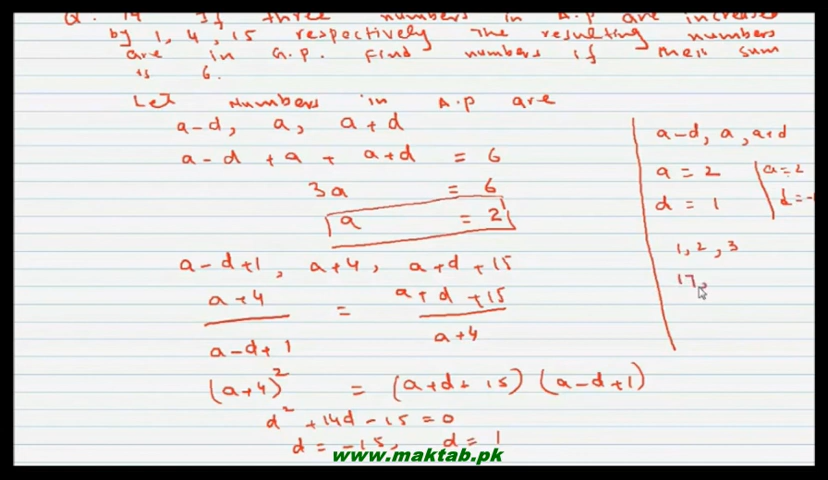 Q. 14 If three numbers in A.P are increased
by 1, 4, 15 respectively The resulting numbers
are in G.P. Find numbers if their sum
is 6.
Let Numbers in A.P are
a-d, a, a+d
a-d + a + a+d = 6
3a = 6
a = 2
a-d+1, a+4, a+d+15
a+4 / a-d+1 = a+d+15 / a+4
(a+4)² = (a+d+15) (a-d+1)
d² + 14d - 15 = 0
d = -15, d = 1
a-d, a, a+d
a = 2
d = 1
a = 2
1, 2, 3
17,
www.maktab.pk